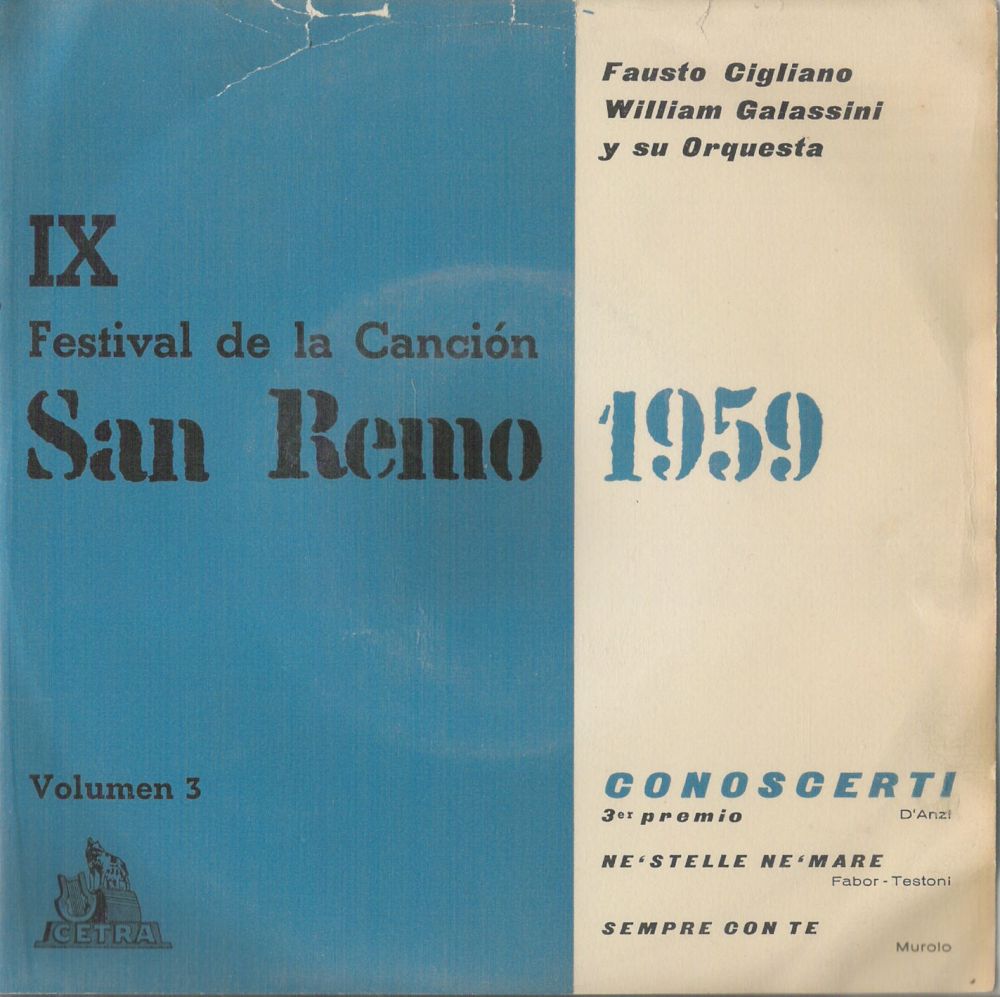 Fausto Cigliano
William Galassini
y su Orquesta
IX
Festival de la Canción
San Remo 1959
Volumen 3
CETRA
CONOSCERTI
3er premio
D'Anzi
NE‘STELLE NE‘MARE
Fabor - Testoni
SEMPRE CON TE
Murolo